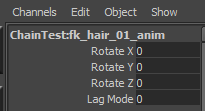 Channels Edit Object Show
ChainTest:fk_hair_01_anim
Rotate X 0
Rotate Y 0
Rotate Z 0
Lag Mode 0